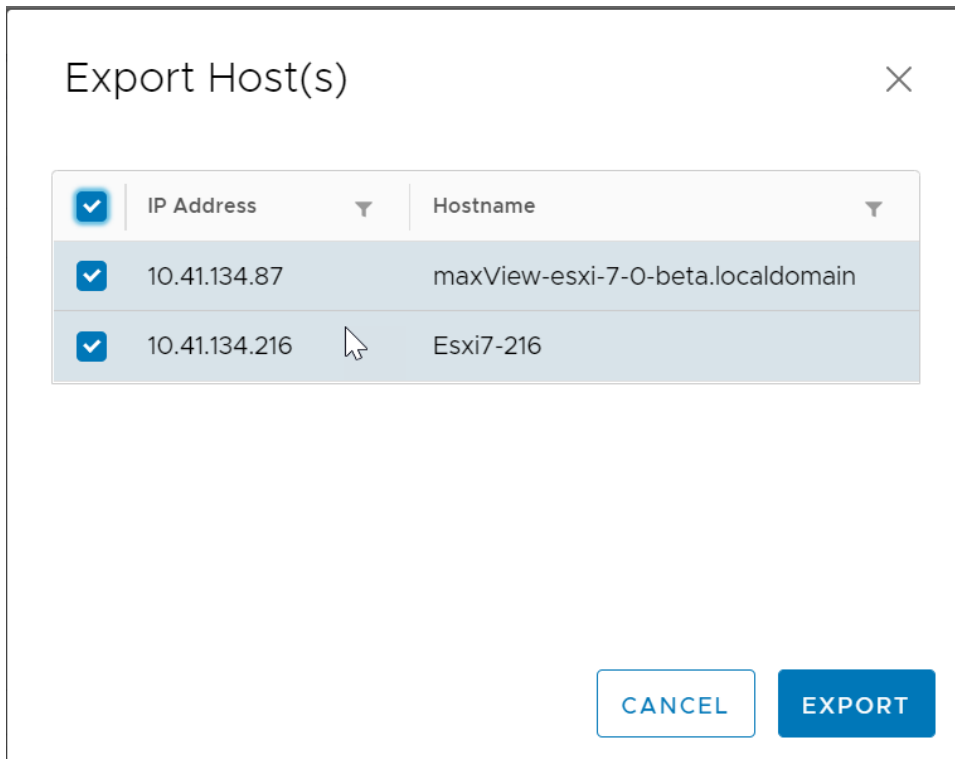 Export Host(s)
IP Address Hostname
10.41.134.87 maxView-esxi-7-0-beta.localdomain
10.41.134.216 Esxi7-216
CANCEL EXPORT